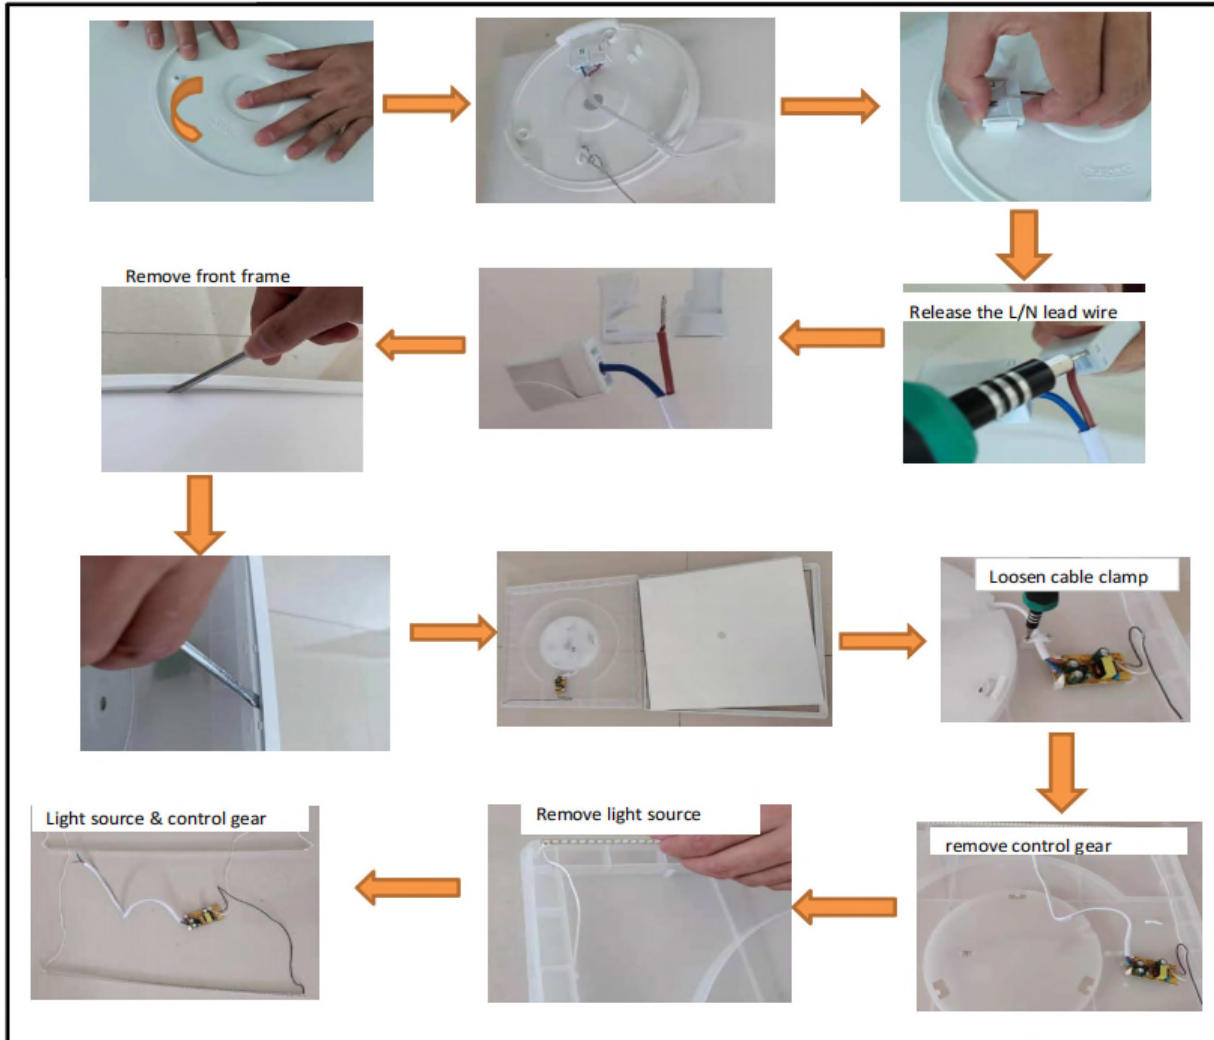 N L
Release the L/N lead wire
Remove front frame
Loosen cable clamp
remove control gear
Remove light source
Light source & control gear